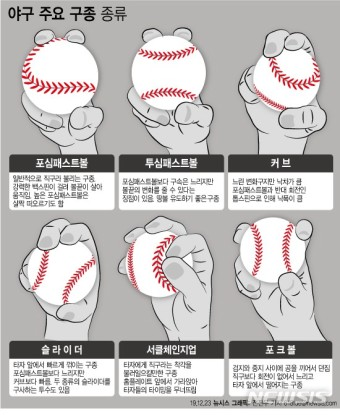 야구 주요 구종 종류
포심패스트볼
일반적으로 직구라 불리는 구종,
강력한 백스핀이 걸려 볼끝이 살아
움직임, 높은 포심패스트볼은
살짝 떠오르기도 함
투심패스트볼
포심패스트볼보다 구속은 느리지만
볼끝의 변화를 줄 수 있다는
장점이 있음, 땅볼 유도하기 좋은구종
커 브
느린 변화구지만 낙차가 큼
포심패스트볼과 반대 회전인
톱스핀으로 인해 낙폭이 큼
슬 라 이 더
타자 앞에서 빠르게 꺾이는 구종
포심패스트볼보다 느리지만
커브보다 빠름, 두 종류의 슬라이더를
구사하는 투수도 있음
서클체인지업
타자에게 직구라는 착각을
불러일으킬만한 구종
홈플레이트 앞에서 가라앉아
타자들의 타이밍을 무너뜨림
포 크 볼
검지와 중지 사이에 공을 끼어서 던짐
직구보다 회전이 없어서 느리고
타자 앞에서 떨어지는 구종
19.12.23 뉴시스 그래픽
NEWSIS